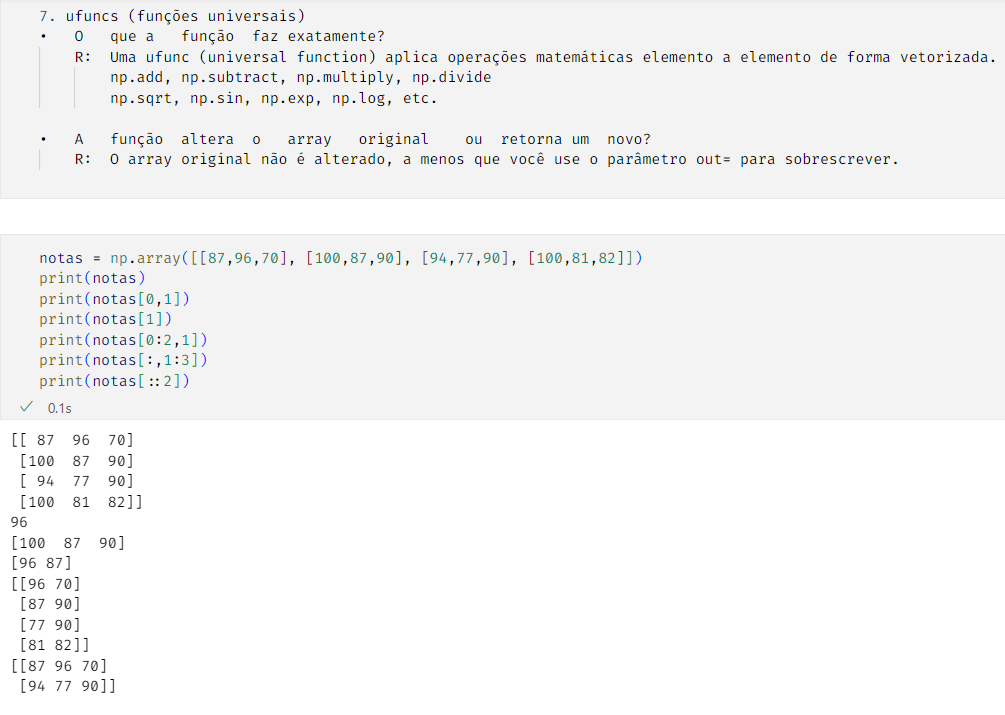 7. ufuncs (funções universais)
• O que a função faz exatamente?
R: Uma ufunc (universal function) aplica operações matemáticas elemento a elemento de forma vetorizada.
np.add, np.subtract, np.multiply, np.divide
np.sqrt, np.sin, np.exp, np.log, etc.
• A função altera o array original ou retorna um novo?
R: O array original não é alterado, a menos que você use o parâmetro out= para sobrescrever.
notas = np.array([[87,96,70], [100,87,90], [94,77,90], [100,81,82]])
print(notas)
print(notas[0,1])
print(notas[1])
print(notas[0:2,1])
print(notas[:,1:3])
print(notas[::2])
✓ 0.1s
[[ 87  96  70]
 [100  87  90]
 [ 94  77  90]
 [100  81  82]]
96
[100  87  90]
[96 87]
[[96 70]
 [87 90]
 [77 90]
 [81 82]]
[[87 96 70]
 [94 77 90]]